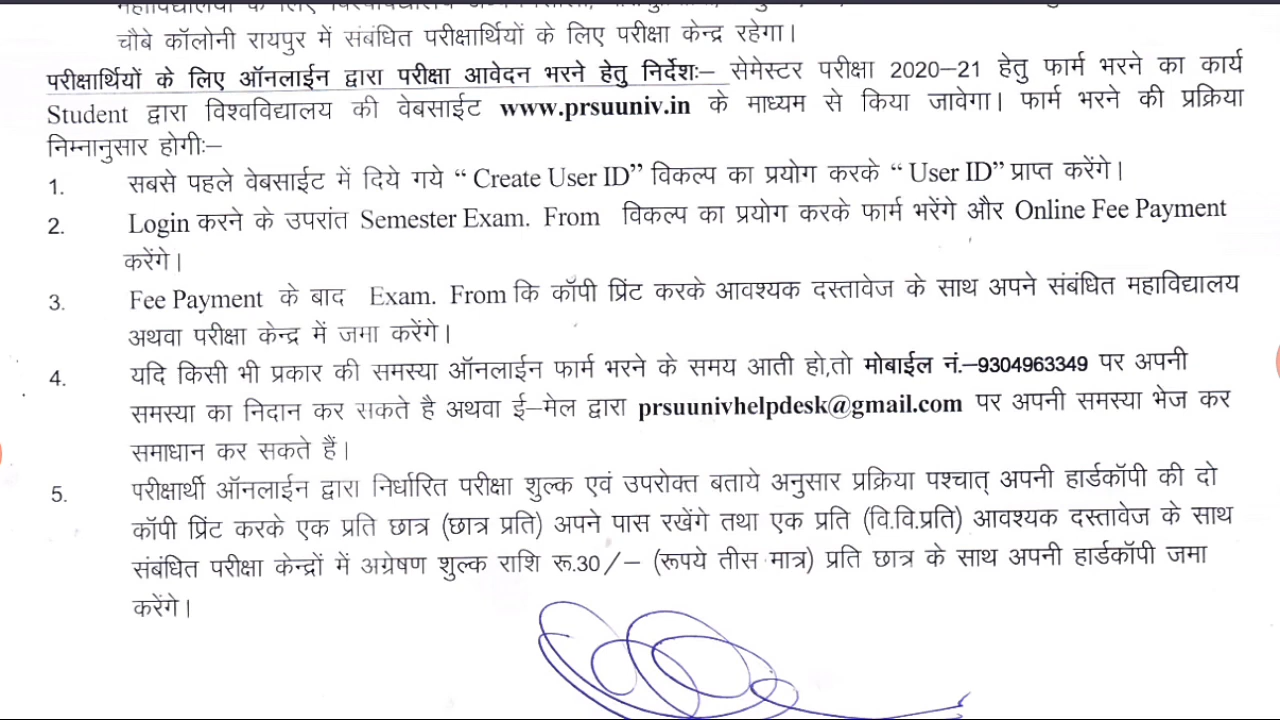 महाविद्यालयों के लिए विश्वविद्यालय
चौबे कॉलोनी रायपुर में संबंधित परीक्षार्थियों के लिए परीक्षा केन्द्र रहेगा।
परीक्षार्थियों के लिए ऑनलाईन द्वारा परीक्षा आवेदन भरने हेतु निर्देशः– सेमेस्टर परीक्षा 2020–21 हेतु फार्म भरने का कार्य
Student द्वारा विश्वविद्यालय की वेबसाईट www.prsuuniv.in के माध्यम से किया जावेगा। फार्म भरने की प्रक्रिया
निम्नानुसार होगीः–
1. सबसे पहले वेबसाईट में दिये गये “ Create User ID” विकल्प का प्रयोग करके “ User ID” प्राप्त करेंगे।
2. Login करने के उपरांत Semester Exam. From विकल्प का प्रयोग करके फार्म भरेंगे और Online Fee Payment
करेंगे।
3. Fee Payment के बाद Exam. From कि कॉपी प्रिंट करके आवश्यक दस्तावेज के साथ अपने संबंधित महाविद्यालय
अथवा परीक्षा केन्द्र में जमा करेंगे।
4. यदि किसी भी प्रकार की समस्या ऑनलाईन फार्म भरने के समय आती हो,तो मोबाईल नं.–9304963349 पर अपनी
समस्या का निदान कर सकते है अथवा ई–मेल द्वारा prsuunivhelpdesk@gmail.com पर अपनी समस्या भेज कर
समाधान कर सकते हैं।
5. परीक्षार्थी ऑनलाईन द्वारा निर्धारित परीक्षा शुल्क एवं उपरोक्त बताये अनुसार प्रक्रिया पश्चात् अपनी हार्डकॉपी की दो
कॉपी प्रिंट करके एक प्रति छात्र (छात्र प्रति) अपने पास रखेंगे तथा एक प्रति (वि.वि.प्रति) आवश्यक दस्तावेज के साथ
संबंधित परीक्षा केन्द्रों में अग्रेषण शुल्क राशि रू.30/– (रूपये तीस मात्र) प्रति छात्र के साथ अपनी हार्डकॉपी जमा
करेंगे।